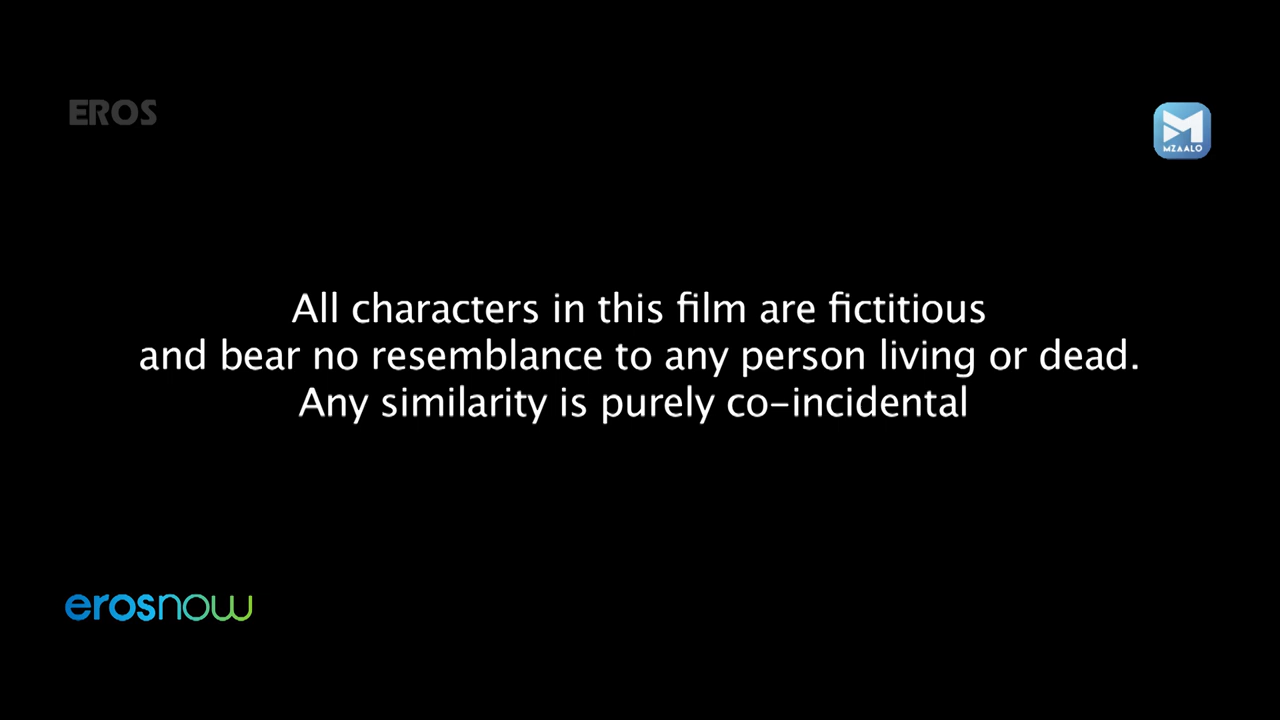 EROS
MZAALO
All characters in this film are fictitious
and bear no resemblance to any person living or dead.
Any similarity is purely co-incidental
erosnow